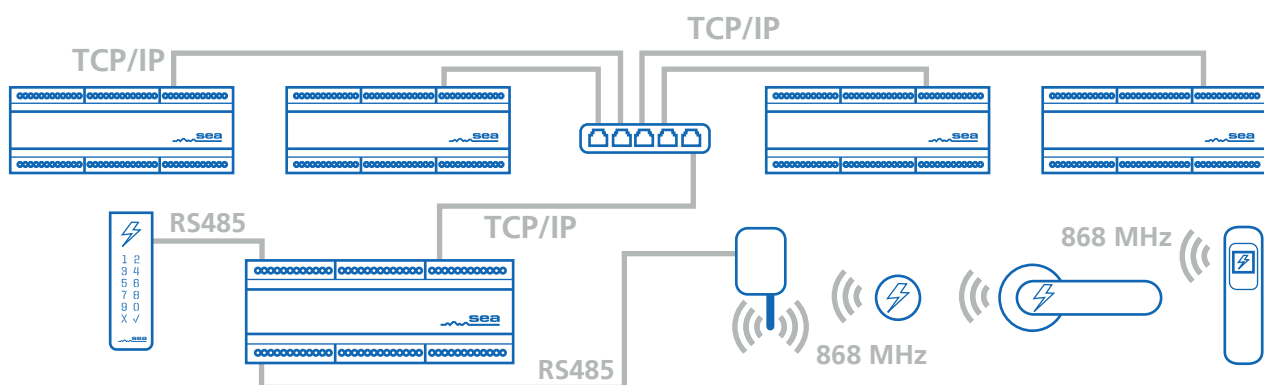 TCP/IP
TCP/IP
sea
sea
sea
sea
RS485
TCP/IP
868 MHz
1 2
3 4
5 6
7 8
9 0
X √
sea
sea
868 MHz
RS485